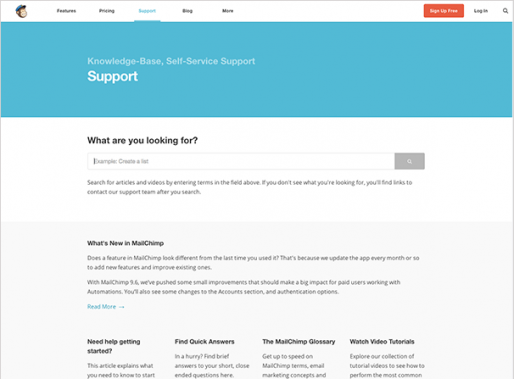 Features Pricing Support Blog More Sign Up Free Log In
Knowledge-Base, Self-Service Support
Support
What are you looking for?
Example: Create a list
Search for articles and videos by entering terms in the field above. If you don't see what you're looking for, you'll find links to
contact our support team after you search.
What's New in MailChimp
Does a feature in MailChimp look different from the last time you used it? That's because we update the app every month or so
to add new features and improve existing ones.
With MailChimp 9.6, we've pushed some small improvements that should make a big impact for paid users working with
Automations. You'll also see some changes to the Accounts section, and authentication options.
Read More →
Need help getting
started?
This article explains what
you need to know to start
Find Quick Answers
In a hurry? Find brief
answers to your short, close
ended questions here.
The MailChimp Glossary
Get up to speed on
MailChimp terms, email
marketing concepts and
Watch Video Tutorials
Explore our collection of
tutorial videos to see how to
perform the most common